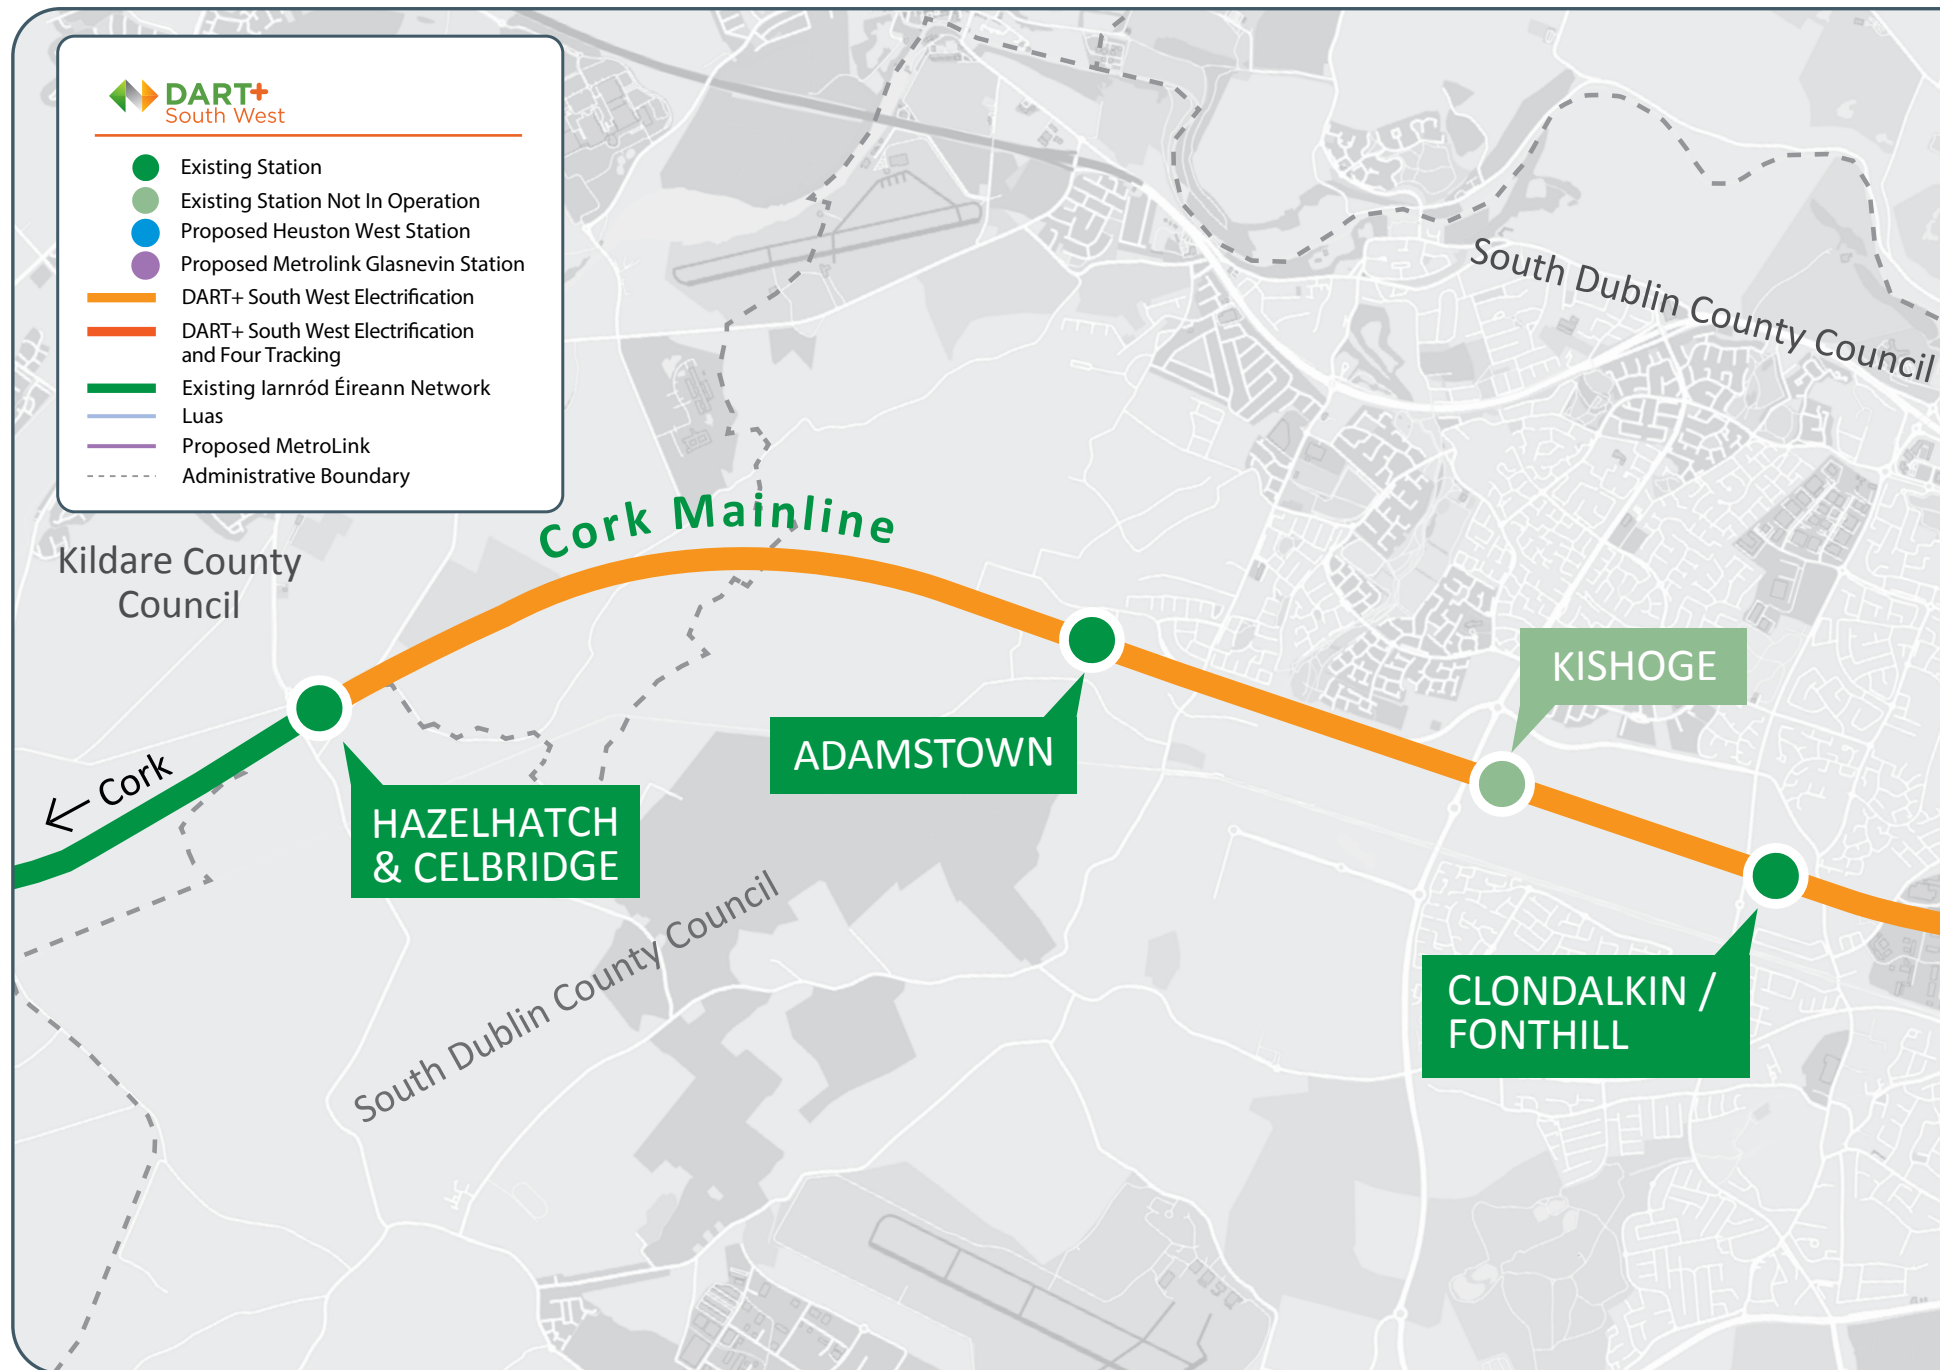 DART+
South West
Existing Station
Existing Station Not In Operation
Proposed Heuston West Station
Proposed Metrolink Glasnevin Station
DART+ South West Electrification
DART+ South West Electrification
and Four Tracking
Existing Iarnród Éireann Network
Luas
Proposed MetroLink
Administrative Boundary
South Dublin County Council
Cork Mainline
Kildare County
Council
KISHOGE
ADAMSTOWN
← Cork
HAZELHATCH
& CELBRIDGE
South Dublin County Council
CLONDALKIN /
FONTHILL